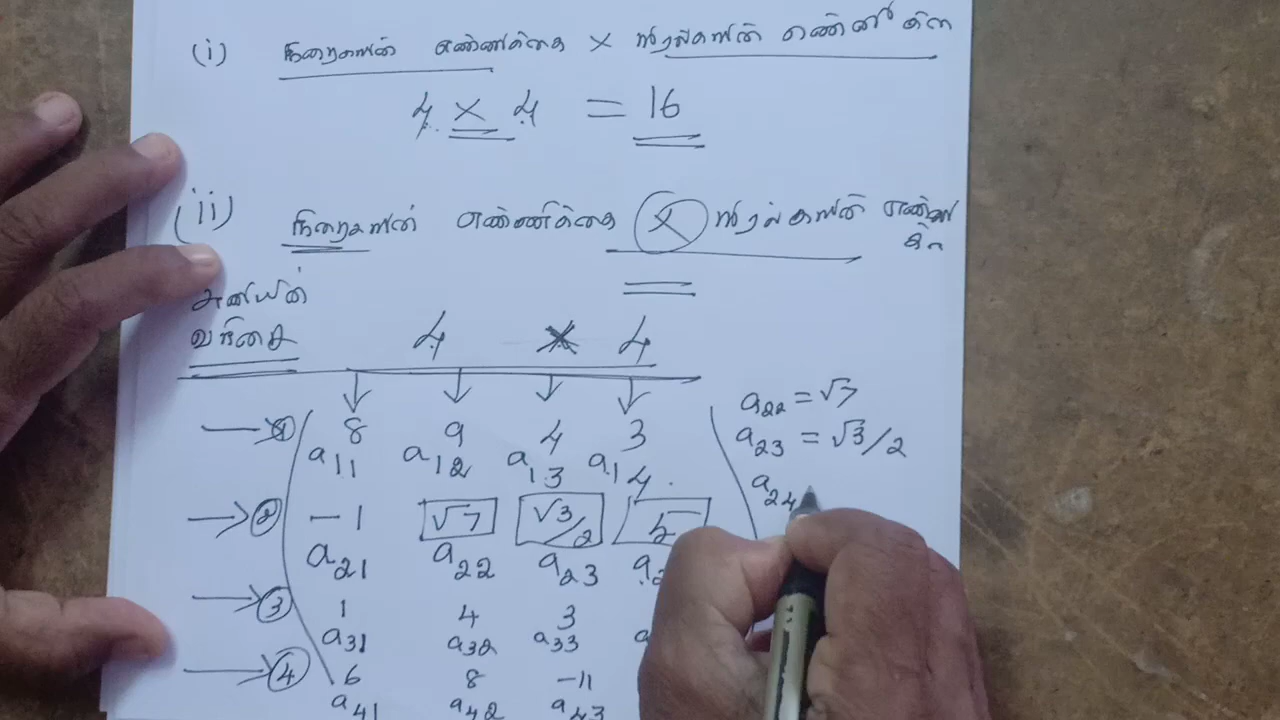 (i) நிரைகளின் எண்ணிக்கை × நிரல்களின் எண்ணிக்கை
4 × 4 = 16
(ii) நிரைகளின் எண்ணிக்கை × நிரல்களின் எண்ணிக்கை
அணியின்
வரிசை 4 × 4
8 9 4 3 a22 = √7
a11 a12 a13 a14 a23 = √3/2
② -1 √7 √3/2 5 a24
a21 a22 a23
③ 1 4 3
a31 a32 a33
④ 6 8 -11
a41 a42 a43